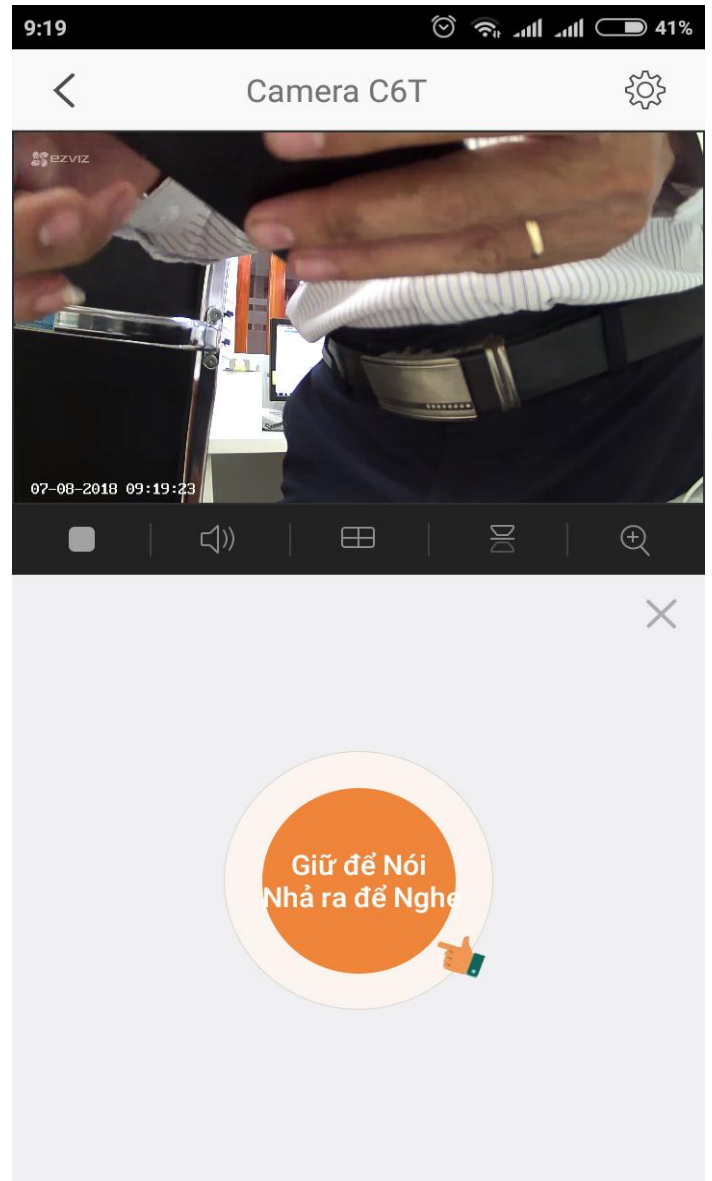 9:19
41%
Camera C6T
ezviz
07-08-2018 09:19:23
Giữ để Nói
Nhả ra để Nghe